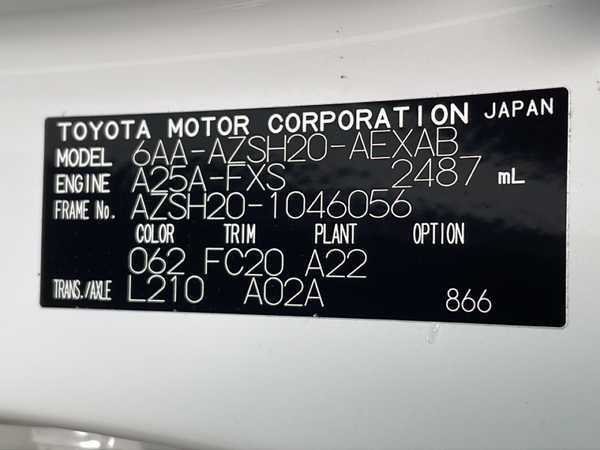 TOYOTA MOTOR CORPORATION JAPAN
MODEL 6AA-AZSH20-AEXAB
ENGINE A25A-FXS 2487 mL
FRAME No. AZSH20-1046056
COLOR TRIM PLANT OPTION
062 FC20 A22
TRANS./AXLE L210 A02A 866